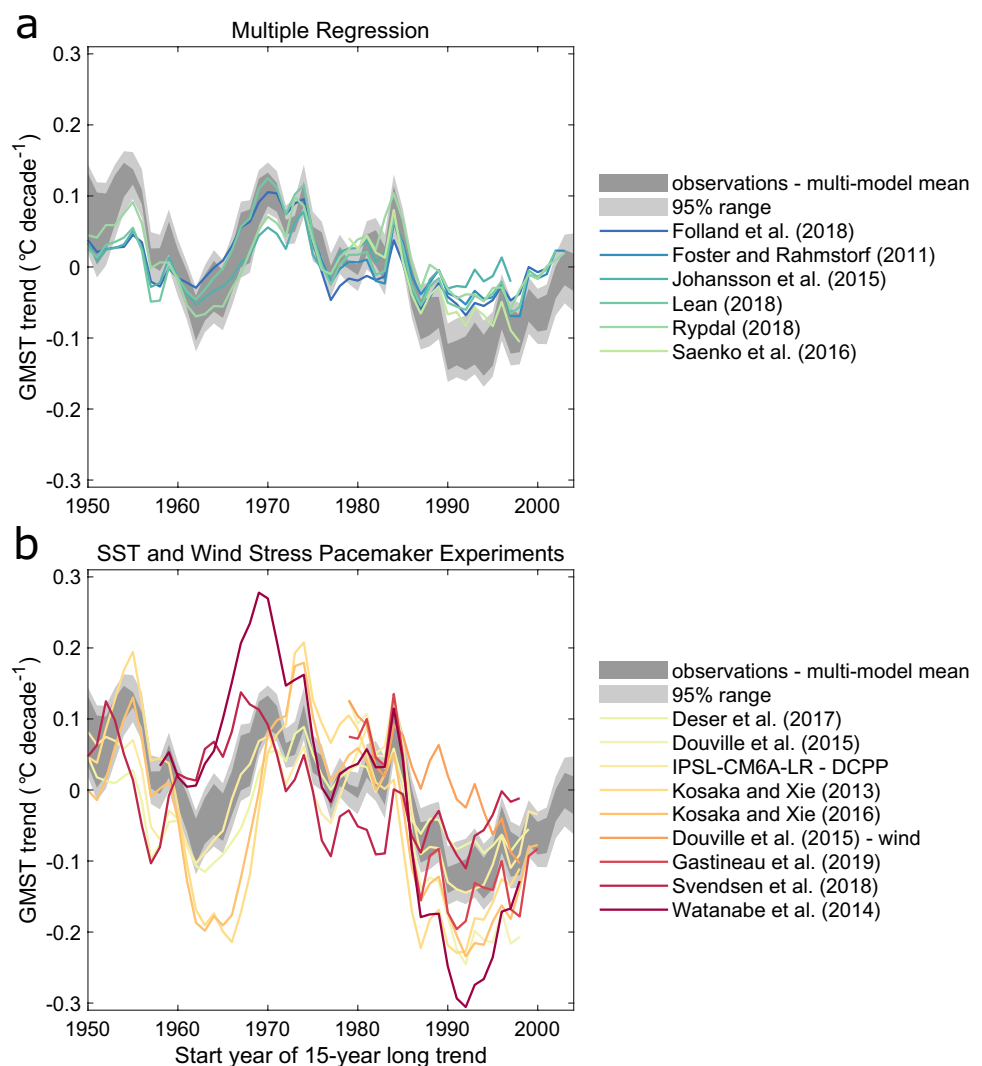 a
Multiple Regression
0.3
0.2
0.1
0
-0.1
-0.2
-0.3
GMST trend (°C decade⁻¹)
1950 1960 1970 1980 1990 2000
observations - multi-model mean
95% range
Folland et al. (2018)
Foster and Rahmstorf (2011)
Johansson et al. (2015)
Lean (2018)
Rypdal (2018)
Saenko et al. (2016)
b
SST and Wind Stress Pacemaker Experiments
0.3
0.2
0.1
0
-0.1
-0.2
-0.3
GMST trend (°C decade⁻¹)
1950 1960 1970 1980 1990 2000
Start year of 15-year long trend
observations - multi-model mean
95% range
Deser et al. (2017)
Douville et al. (2015)
IPSL-CM6A-LR - DCPP
Kosaka and Xie (2013)
Kosaka and Xie (2016)
Douville et al. (2015) - wind
Gastineau et al. (2019)
Svendsen et al. (2018)
Watanabe et al. (2014)